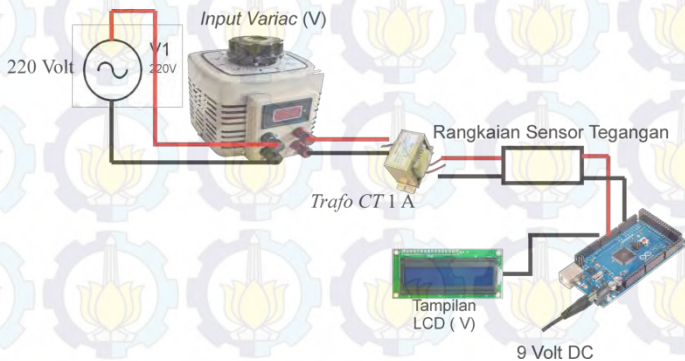 Input Variac (V)
V1
220 Volt
220V
Rangkaian Sensor Tegangan
Trafo CT 1 A
Tampilan
LCD ( V)
9 Volt DC